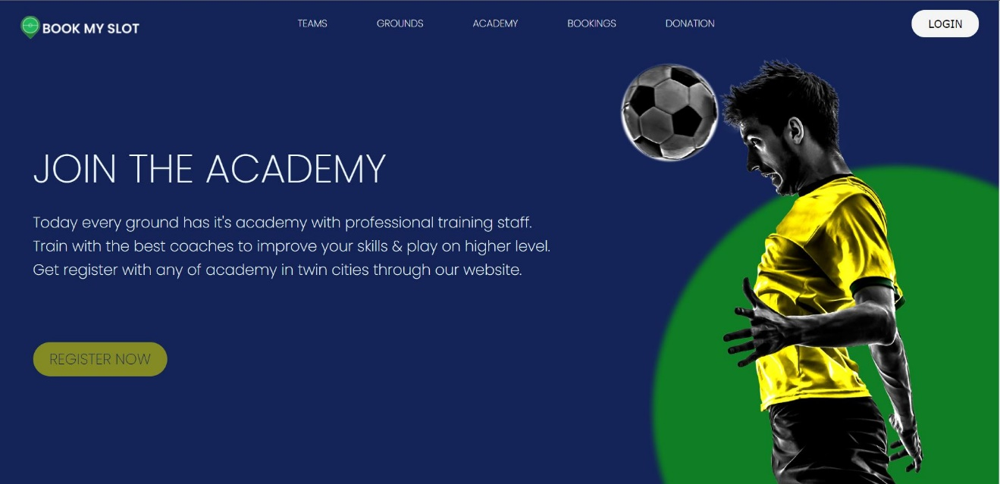 BOOK MY SLOT
TEAMS GROUNDS ACADEMY BOOKINGS DONATION
LOGIN
JOIN THE ACADEMY
Today every ground has it's academy with professional training staff.
Train with the best coaches to improve your skills & play on higher level.
Get register with any of academy in twin cities through our website.
REGISTER NOW